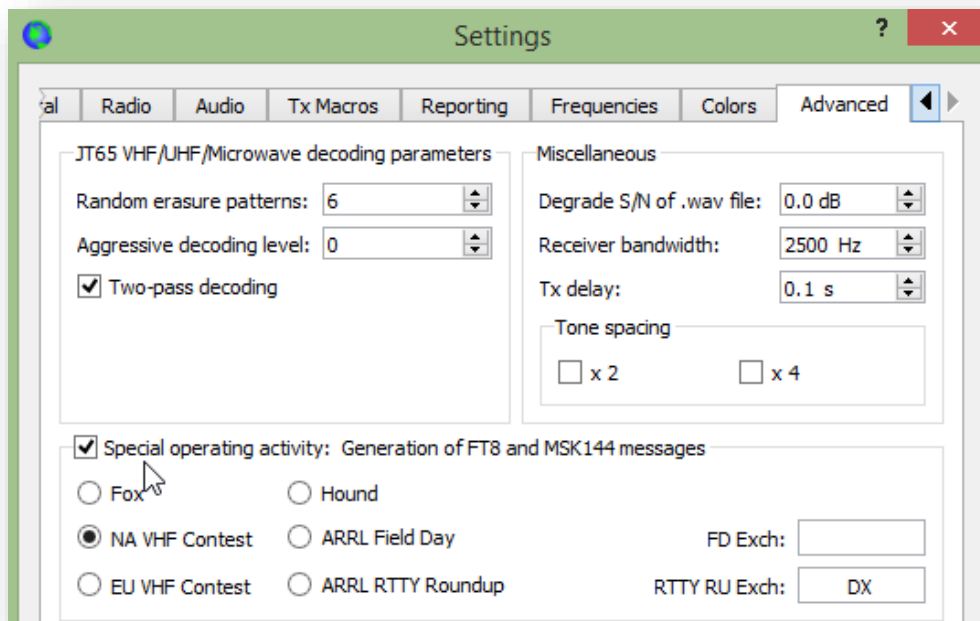 Settings
?
al Radio Audio Tx Macros Reporting Frequencies Colors Advanced
JT65 VHF/UHF/Microwave decoding parameters
Random erasure patterns: 6
Aggressive decoding level: 0
Two-pass decoding
Miscellaneous
Degrade S/N of .wav file: 0.0 dB
Receiver bandwidth: 2500 Hz
Tx delay: 0.1 s
Tone spacing
x 2 x 4
Special operating activity: Generation of FT8 and MSK144 messages
Fox Hound
NA VHF Contest ARRL Field Day FD Exch:
EU VHF Contest ARRL RTTY Roundup RTTY RU Exch: DX